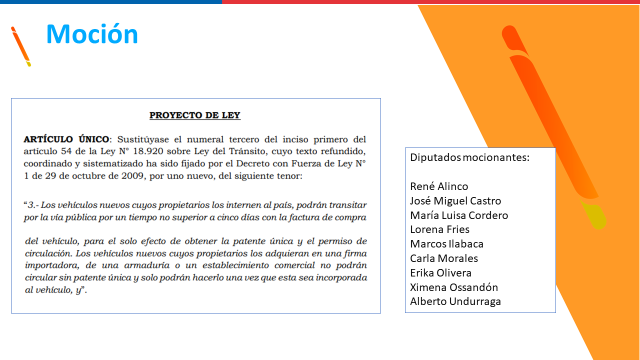 Moción
PROYECTO DE LEY
ARTÍCULO ÚNICO: Sustitúyase el numeral tercero del inciso primero del
artículo 54 de la Ley N° 18.920 sobre Ley del Tránsito, cuyo texto refundido,
coordinado y sistematizado ha sido fijado por el Decreto con Fuerza de Ley N°
1 de 29 de octubre de 2009, por uno nuevo, del siguiente tenor:
“3.- Los vehículos nuevos cuyos propietarios los internen al país, podrán transitar
por la vía pública por un tiempo no superior a cinco días con la factura de compra
del vehículo, para el solo efecto de obtener la patente única y el permiso de
circulación. Los vehículos nuevos cuyos propietarios los adquieran en una firma
importadora, de una armaduría o un establecimiento comercial no podrán
circular sin patente única y solo podrán hacerlo una vez que esta sea incorporada
al vehículo, y”.
Diputados mocionantes:
René Alinco
José Miguel Castro
María Luisa Cordero
Lorena Fries
Marcos Ilabaca
Carla Morales
Erika Olivera
Ximena Ossandón
Alberto Undurraga